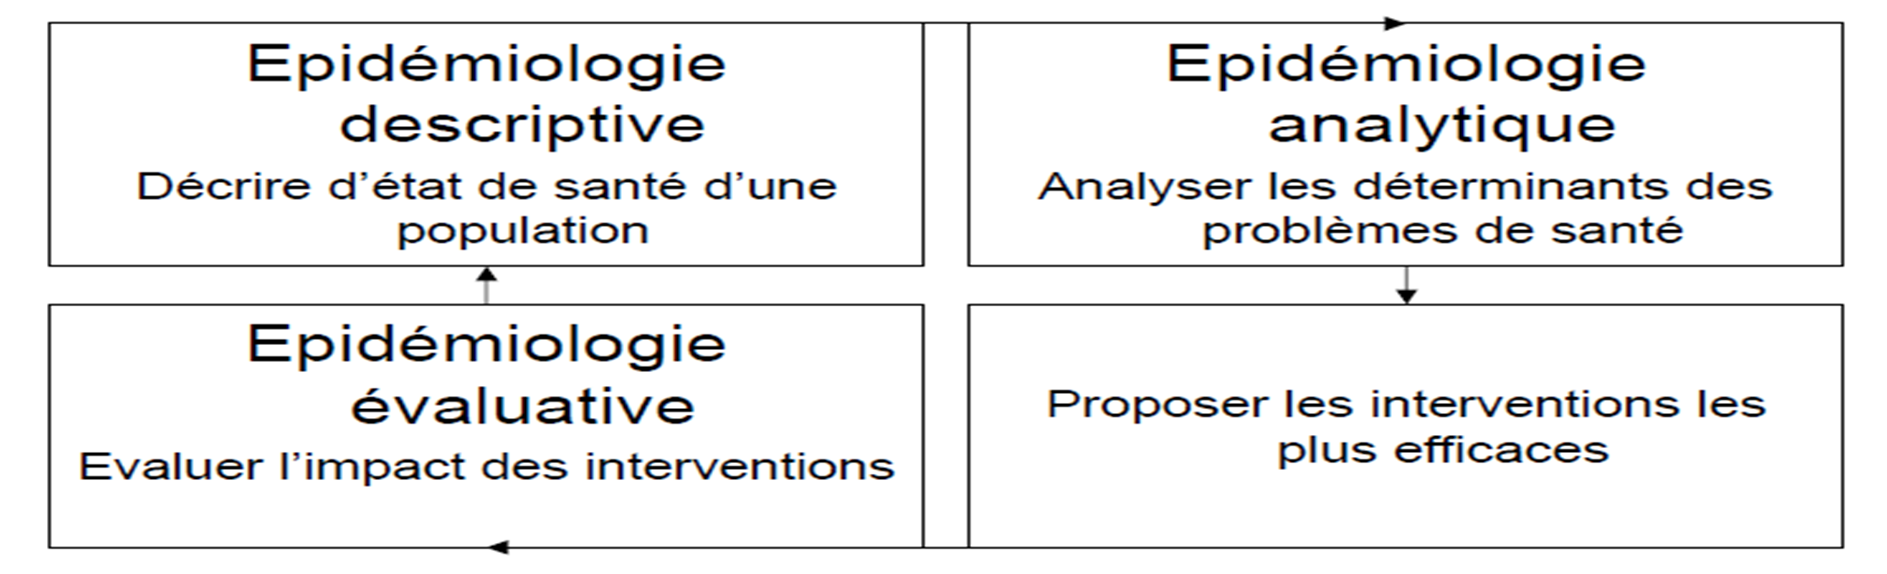 Epidémiologie
descriptive
Décrire d’état de santé d’une
population
Epidémiologie
analytique
Analyser les déterminants des
problèmes de santé
Epidémiologie
évaluative
Evaluer l’impact des interventions
Proposer les interventions les
plus efficaces